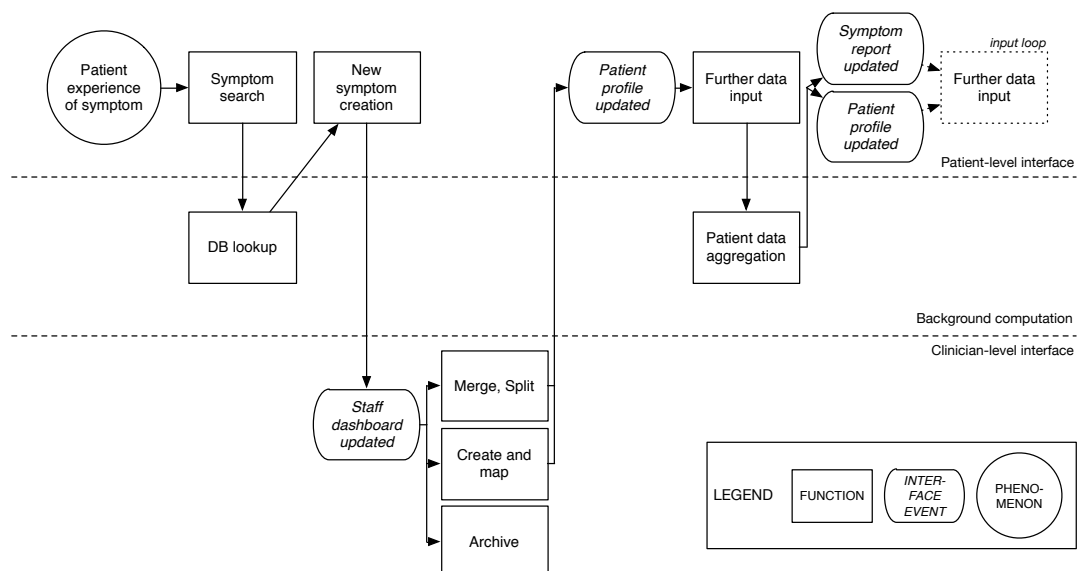 Patient
experience
of symptom
Symptom
search
New
symptom
creation
Patient
profile
updated
Further data
input
Symptom
report
updated
Patient
profile
updated
input loop
Further data
input
Patient-level interface
DB lookup
Patient data
aggregation
Background computation
Clinician-level interface
Staff
dashboard
updated
Merge, Split
Create and
map
Archive
LEGEND
FUNCTION
INTER-
FACE
EVENT
PHENO-
MENON